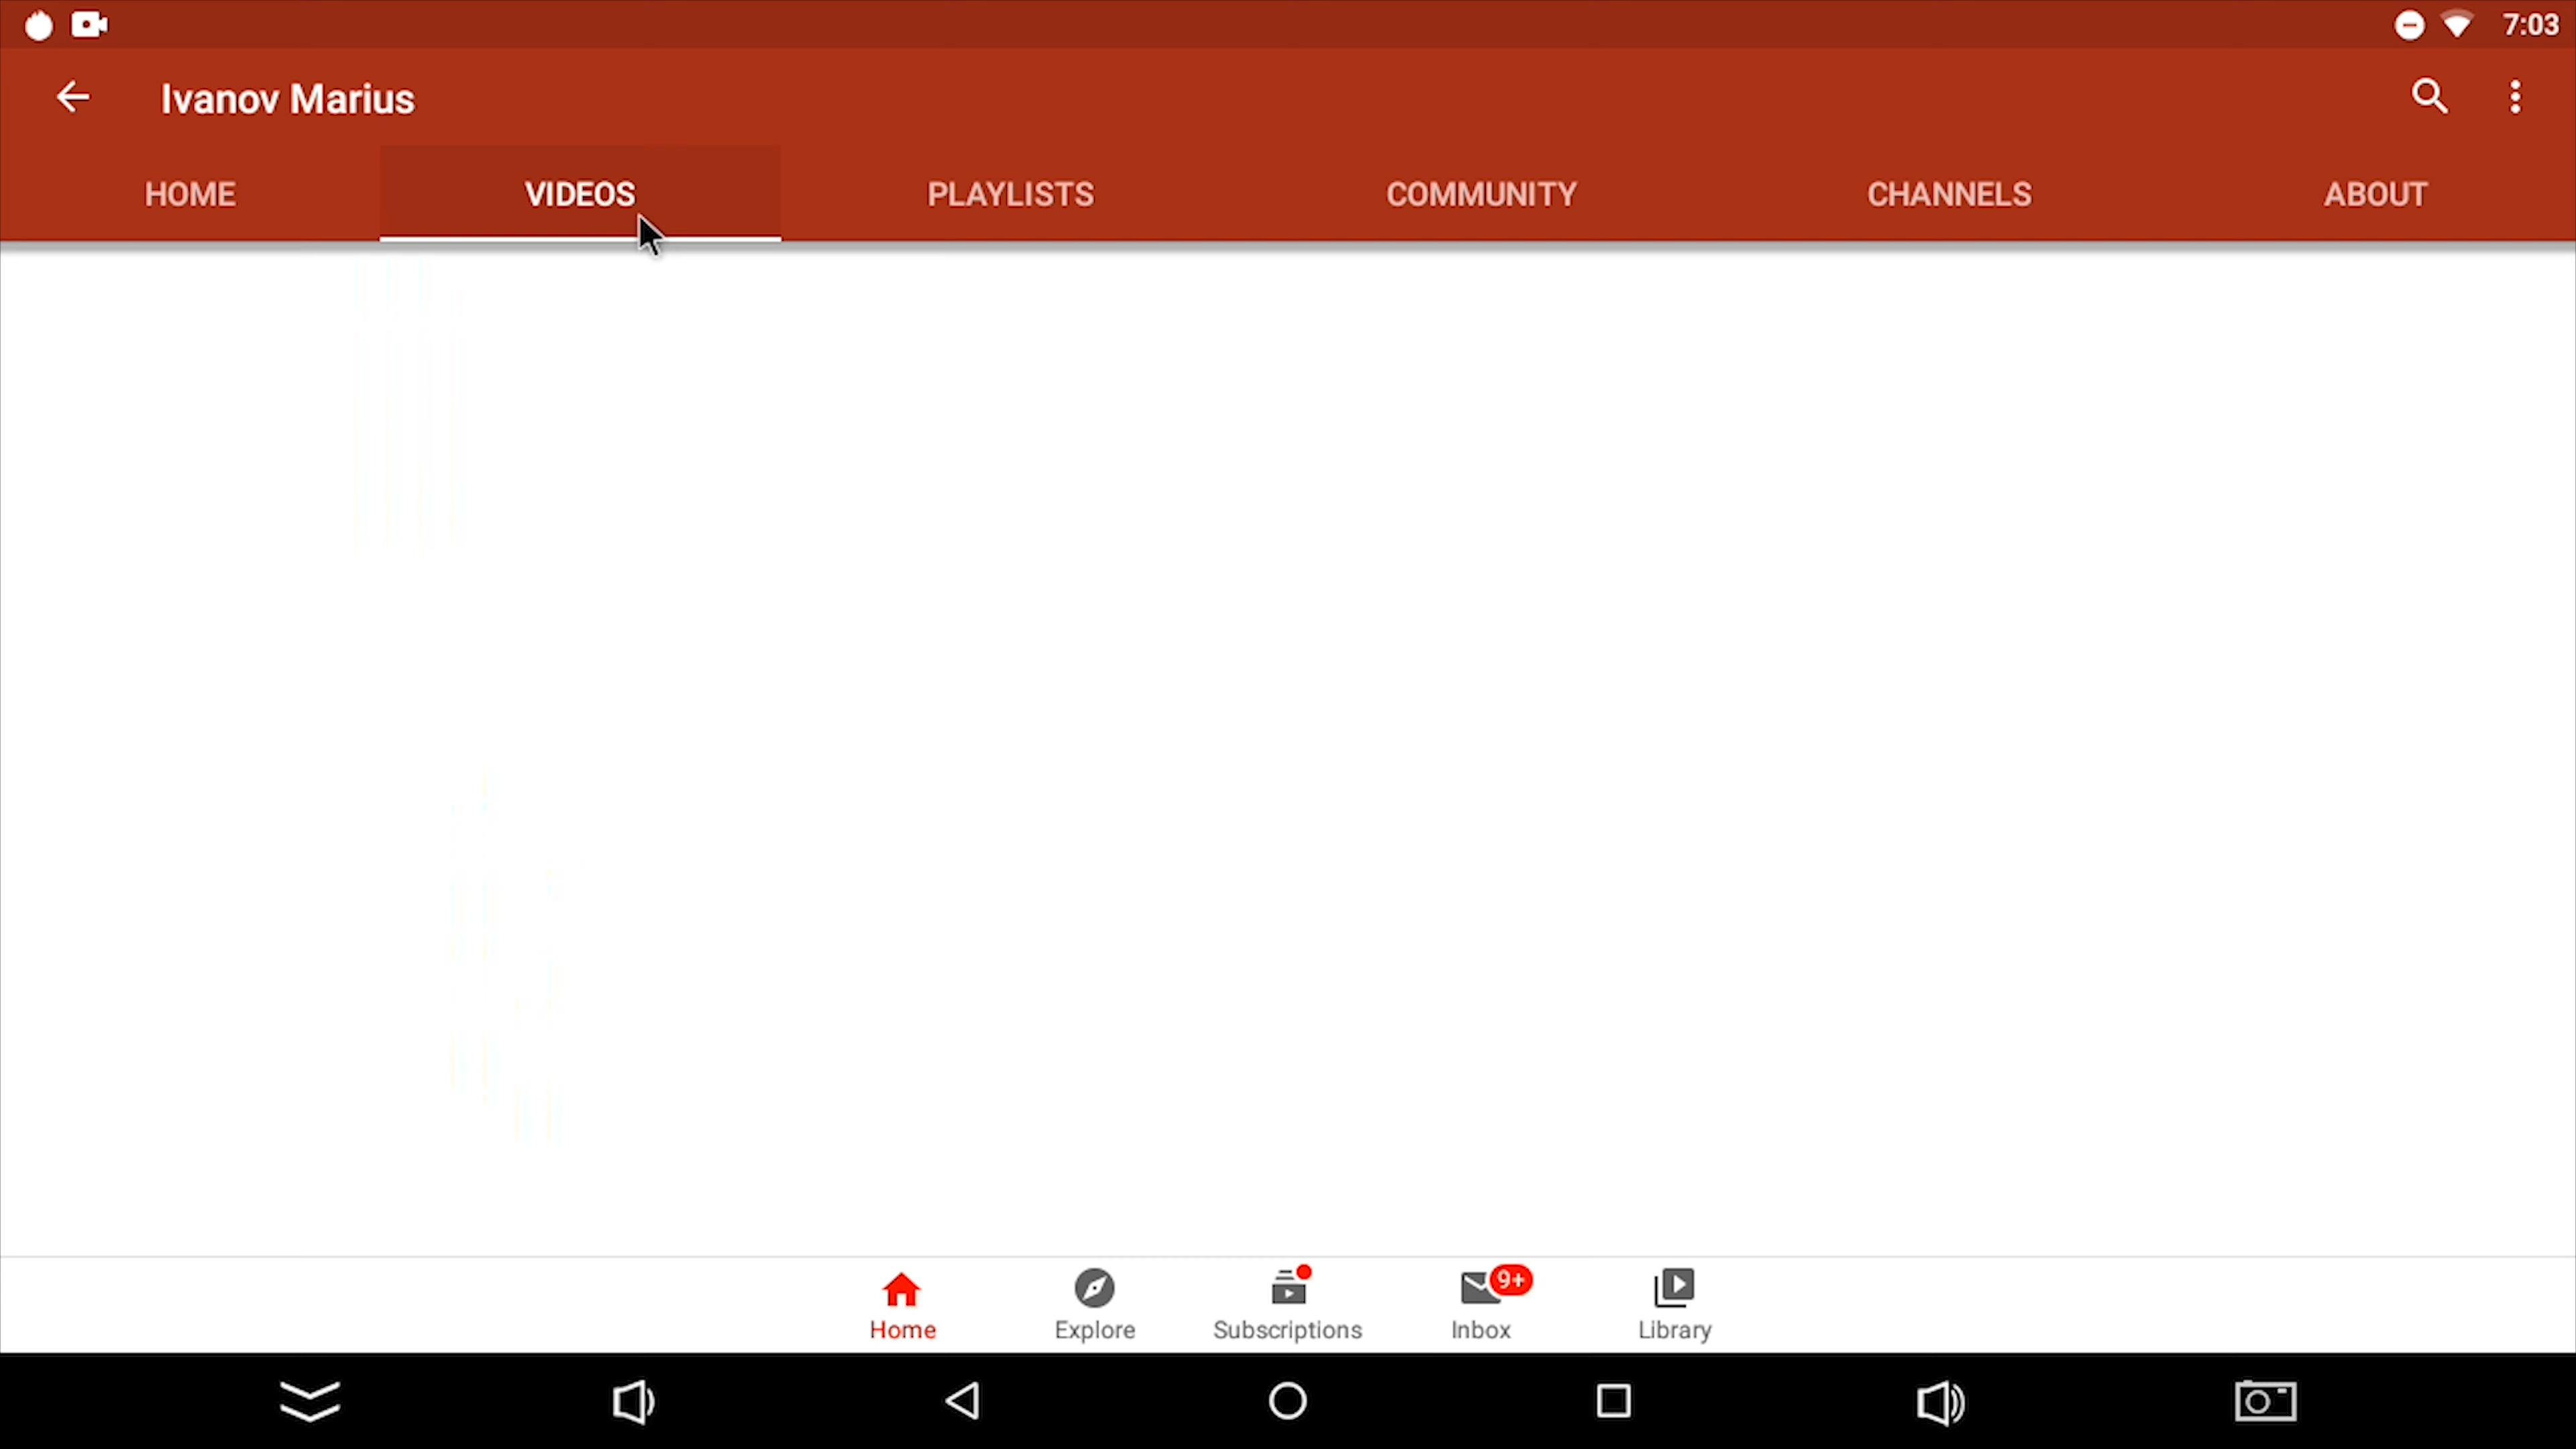 7:03
Ivanov Marius
HOME VIDEOS PLAYLISTS COMMUNITY CHANNELS ABOUT
9+
Home Explore Subscriptions Inbox Library